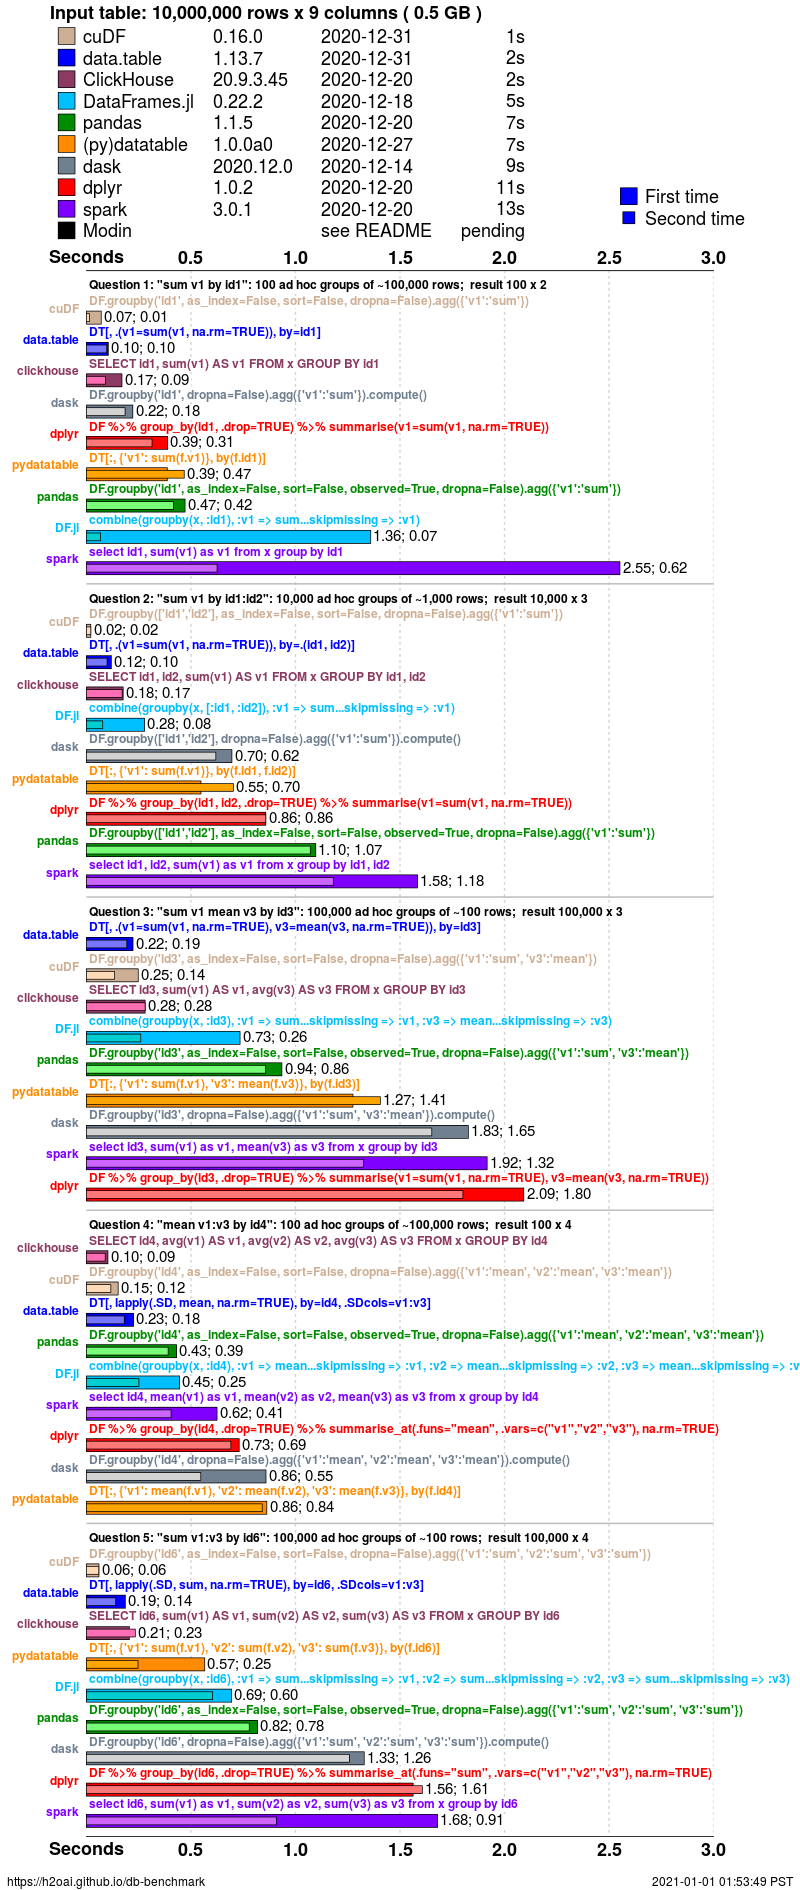 Input table: 10,000,000 rows x 9 columns ( 0.5 GB )
cuDF 0.16.0 2020-12-31 1s
data.table 1.13.7 2020-12-31 2s
ClickHouse 20.9.3.45 2020-12-20 2s
DataFrames.jl 0.22.2 2020-12-18 5s
pandas 1.1.5 2020-12-20 7s
(py)datatable 1.0.0a0 2020-12-27 7s
dask 2020.12.0 2020-12-14 9s
dplyr 1.0.2 2020-12-20 11s
spark 3.0.1 2020-12-20 13s
Modin see README pending
First time
Second time
Seconds 0.5 1.0 1.5 2.0 2.5 3.0
Question 1: "sum v1 by id1": 100 ad hoc groups of ~100,000 rows; result 100 x 2
DF.groupby('id1', as_index=False, sort=False, dropna=False).agg({'v1':'sum'})
cuDF 0.07; 0.01
DT[, .(v1=sum(v1, na.rm=TRUE)), by=id1]
data.table 0.10; 0.10
SELECT id1, sum(v1) AS v1 FROM x GROUP BY id1
clickhouse 0.17; 0.09
DF.groupby('id1', dropna=False).agg({'v1':'sum'}).compute()
dask 0.22; 0.18
DF %>% group_by(id1, .drop=TRUE) %>% summarise(v1=sum(v1, na.rm=TRUE))
dplyr 0.39; 0.31
DT[:, {'v1': sum(f.v1)}, by(f.id1)]
pydatatable 0.39; 0.47
DF.groupby('id1', as_index=False, sort=False, observed=True, dropna=False).agg({'v1':'sum'})
pandas 0.47; 0.42
combine(groupby(x, :id1), :v1 => sum...skipmissing => :v1)
DF.jl 1.36; 0.07
select id1, sum(v1) as v1 from x group by id1
spark 2.55; 0.62
Question 2: "sum v1 by id1:id2": 10,000 ad hoc groups of ~1,000 rows; result 10,000 x 3
DF.groupby(['id1','id2'], as_index=False, sort=False, dropna=False).agg({'v1':'sum'})
cuDF 0.02; 0.02
DT[, .(v1=sum(v1, na.rm=TRUE)), by=.(id1, id2)]
data.table 0.12; 0.10
SELECT id1, id2, sum(v1) AS v1 FROM x GROUP BY id1, id2
clickhouse 0.18; 0.17
combine(groupby(x, [:id1, :id2]), :v1 => sum...skipmissing => :v1)
DF.jl 0.28; 0.08
DF.groupby(['id1','id2'], dropna=False).agg({'v1':'sum'}).compute()
dask 0.70; 0.62
DT[:, {'v1': sum(f.v1)}, by(f.id1, f.id2)]
pydatatable 0.55; 0.70
DF %>% group_by(id1, id2, .drop=TRUE) %>% summarise(v1=sum(v1, na.rm=TRUE))
dplyr 0.86; 0.86
DF.groupby(['id1','id2'], as_index=False, sort=False, observed=True, dropna=False).agg({'v1':'sum'})
pandas 1.10; 1.07
select id1, id2, sum(v1) as v1 from x group by id1, id2
spark 1.58; 1.18
Question 3: "sum v1 mean v3 by id3": 100,000 ad hoc groups of ~100 rows; result 100,000 x 3
DT[, .(v1=sum(v1, na.rm=TRUE), v3=mean(v3, na.rm=TRUE)), by=id3]
data.table 0.22; 0.19
DF.groupby('id3', as_index=False, sort=False, dropna=False).agg({'v1':'sum', 'v3':'mean'})
cuDF 0.25; 0.14
SELECT id3, sum(v1) AS v1, avg(v3) AS v3 FROM x GROUP BY id3
clickhouse 0.28; 0.28
combine(groupby(x, :id3), :v1 => sum...skipmissing => :v1, :v3 => mean...skipmissing => :v3)
DF.jl 0.73; 0.26
DF.groupby('id3', as_index=False, sort=False, observed=True, dropna=False).agg({'v1':'sum', 'v3':'mean'})
pandas 0.94; 0.86
DT[:, {'v1': sum(f.v1), 'v3': mean(f.v3)}, by(f.id3)]
pydatatable 1.27; 1.41
DF.groupby('id3', dropna=False).agg({'v1':'sum', 'v3':'mean'}).compute()
dask 1.83; 1.65
select id3, sum(v1) as v1, mean(v3) as v3 from x group by id3
spark 1.92; 1.32
DF %>% group_by(id3, .drop=TRUE) %>% summarise(v1=sum(v1, na.rm=TRUE), v3=mean(v3, na.rm=TRUE))
dplyr 2.09; 1.80
Question 4: "mean v1:v3 by id4": 100 ad hoc groups of ~100,000 rows; result 100 x 4
SELECT id4, avg(v1) AS v1, avg(v2) AS v2, avg(v3) AS v3 FROM x GROUP BY id4
clickhouse 0.10; 0.09
DF.groupby('id4', as_index=False, sort=False, dropna=False).agg({'v1':'mean', 'v2':'mean', 'v3':'mean'})
cuDF 0.15; 0.12
DT[, lapply(.SD, mean, na.rm=TRUE), by=id4, .SDcols=v1:v3]
data.table 0.23; 0.18
DF.groupby('id4', as_index=False, sort=False, observed=True, dropna=False).agg({'v1':'mean', 'v2':'mean', 'v3':'mean'})
pandas 0.43; 0.39
combine(groupby(x, :id4), :v1 => mean...skipmissing => :v1, :v2 => mean...skipmissing => :v2, :v3 => mean...skipmissing => :v
DF.jl 0.45; 0.25
select id4, mean(v1) as v1, mean(v2) as v2, mean(v3) as v3 from x group by id4
spark 0.62; 0.41
DF %>% group_by(id4, .drop=TRUE) %>% summarise_at(.funs="mean", .vars=c("v1","v2","v3"), na.rm=TRUE)
dplyr 0.73; 0.69
DF.groupby('id4', dropna=False).agg({'v1':'mean', 'v2':'mean', 'v3':'mean'}).compute()
dask 0.86; 0.55
DT[:, {'v1': mean(f.v1), 'v2': mean(f.v2), 'v3': mean(f.v3)}, by(f.id4)]
pydatatable 0.86; 0.84
Question 5: "sum v1:v3 by id6": 100,000 ad hoc groups of ~100 rows; result 100,000 x 4
DF.groupby('id6', as_index=False, sort=False, dropna=False).agg({'v1':'sum', 'v2':'sum', 'v3':'sum'})
cuDF 0.06; 0.06
DT[, lapply(.SD, sum, na.rm=TRUE), by=id6, .SDcols=v1:v3]
data.table 0.19; 0.14
SELECT id6, sum(v1) AS v1, sum(v2) AS v2, sum(v3) AS v3 FROM x GROUP BY id6
clickhouse 0.21; 0.23
DT[:, {'v1': sum(f.v1), 'v2': sum(f.v2), 'v3': sum(f.v3)}, by(f.id6)]
pydatatable 0.57; 0.25
combine(groupby(x, :id6), :v1 => sum...skipmissing => :v1, :v2 => sum...skipmissing => :v2, :v3 => sum...skipmissing => :v3)
DF.jl 0.69; 0.60
DF.groupby('id6', as_index=False, sort=False, observed=True, dropna=False).agg({'v1':'sum', 'v2':'sum', 'v3':'sum'})
pandas 0.82; 0.78
DF.groupby('id6', dropna=False).agg({'v1':'sum', 'v2':'sum', 'v3':'sum'}).compute()
dask 1.33; 1.26
DF %>% group_by(id6, .drop=TRUE) %>% summarise_at(.funs="sum", .vars=c("v1","v2","v3"), na.rm=TRUE)
dplyr 1.56; 1.61
select id6, sum(v1) as v1, sum(v2) as v2, sum(v3) as v3 from x group by id6
spark 1.68; 0.91
Seconds 0.5 1.0 1.5 2.0 2.5 3.0
https://h2oai.github.io/db-benchmark 2021-01-01 01:53:49 PST